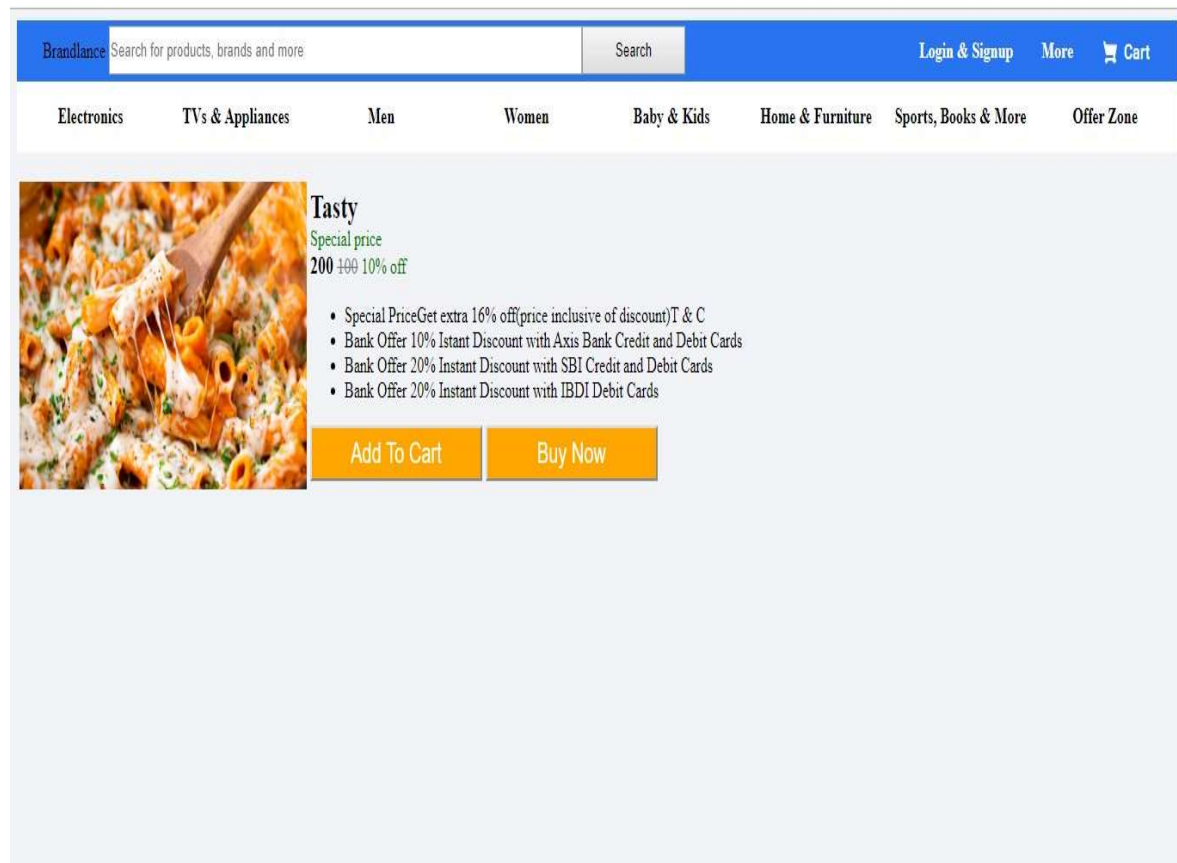 Brandlance Search for products, brands and more Search Login & Signup More Cart
Electronics TVs & Appliances Men Women Baby & Kids Home & Furniture Sports, Books & More Offer Zone
Tasty
Special price
200 100 10% off
Special PriceGet extra 16% off(price inclusive of discount)T & C
Bank Offer 10% Istant Discount with Axis Bank Credit and Debit Cards
Bank Offer 20% Instant Discount with SBI Credit and Debit Cards
Bank Offer 20% Instant Discount with IBDI Debit Cards
Add To Cart Buy Now